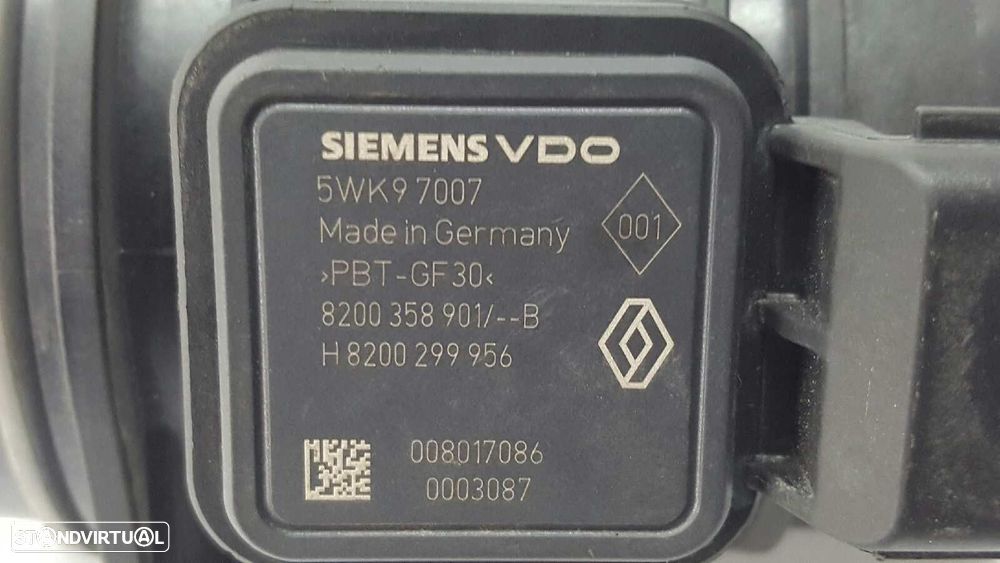 SIEMENS VDO
5WK9 7007
Made in Germany
001
>PBT-GF30<
8200 358 901/--B
H 8200 299 956
008017086
0003087
STANDVIRTUAL